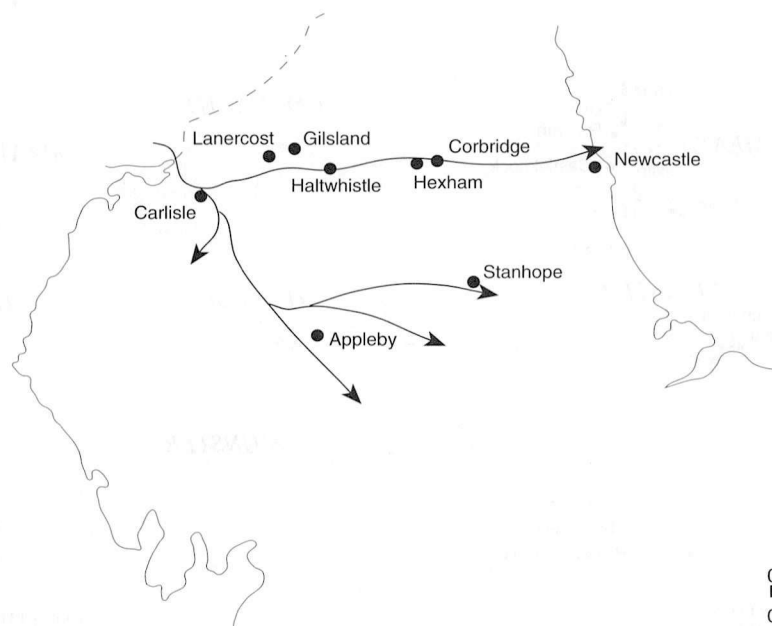 Lanercost
Gilsland
Corbridge
Newcastle
Haltwhistle
Hexham
Carlisle
Stanhope
Appleby